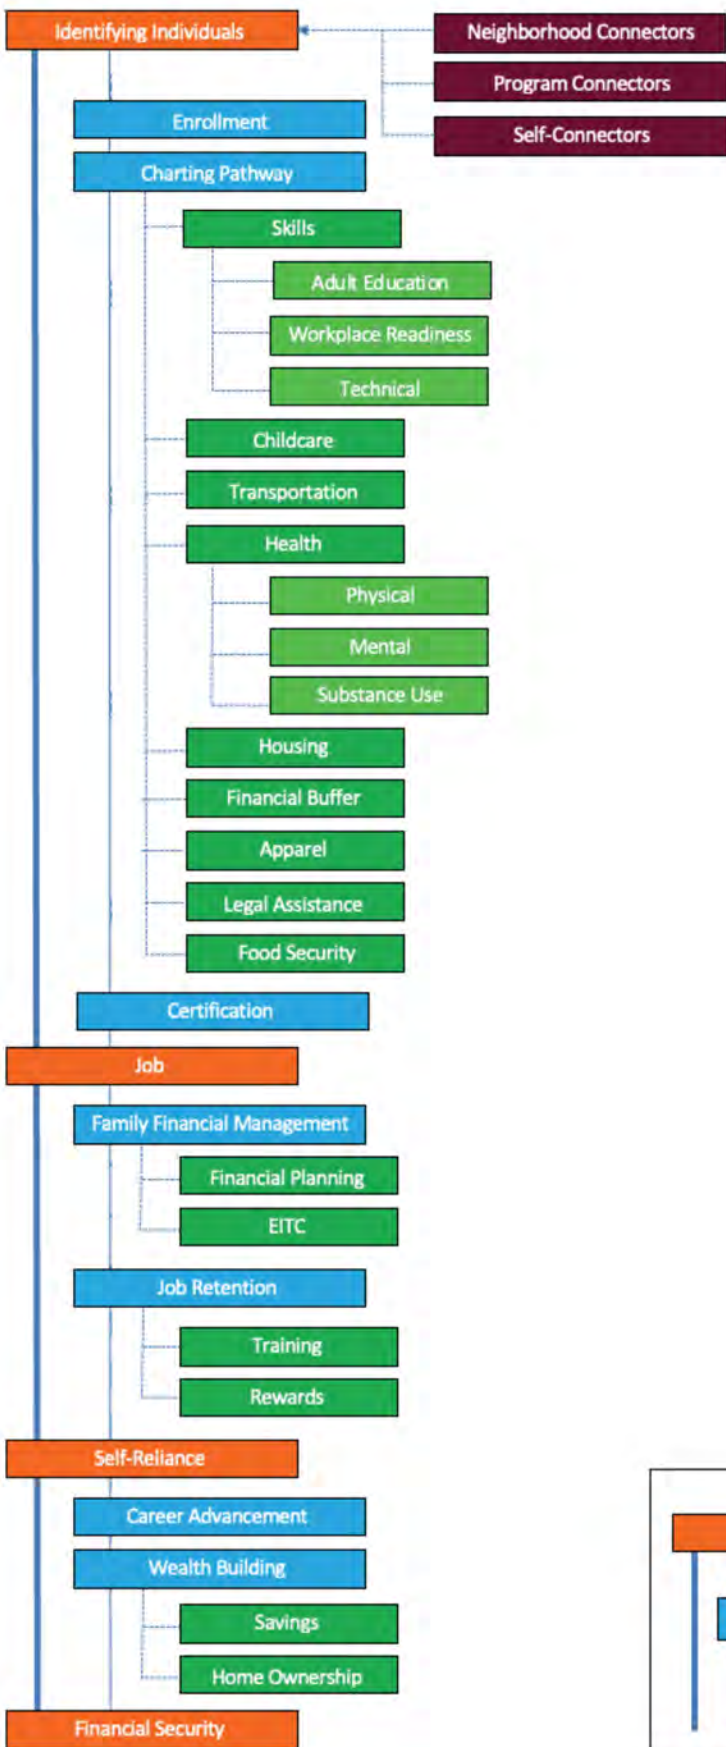 Identifying Individuals
Neighborhood Connectors
Program Connectors
Self-Connectors
Enrollment
Charting Pathway
Skills
Adult Education
Workplace Readiness
Technical
Childcare
Transportation
Health
Physical
Mental
Substance Use
Housing
Financial Buffer
Apparel
Legal Assistance
Food Security
Certification
Job
Family Financial Management
Financial Planning
EITC
Job Retention
Training
Rewards
Self-Reliance
Career Advancement
Wealth Building
Savings
Home Ownership
Financial Security